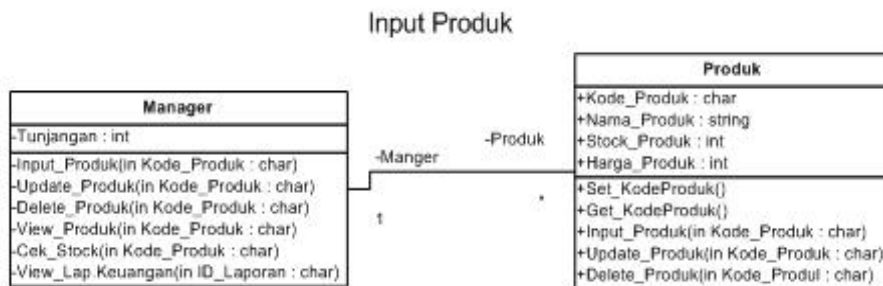 Input Produk
Manager
-Tunjangan : int
-Input_Produk(in Kode_Produk : char)
-Update_Produk(in Kode_Produk : char)
-Delete_Produk(in Kode_Produk : char)
-View_Produk(in Kode_Produk : char)
-Cek_Stock(in Kode_Produk : char)
-View_Lap.Keuangan(in ID_Laporan : char)
-Manger
1
-Produk
*
Produk
+Kode_Produk : char
+Nama_Produk : string
+Stock_Produk : int
+Harga_Produk : int
+Set_KodeProduk()
+Get_KodeProduk()
+Input_Produk(in Kode_Produk : char)
+Update_Produk(in Kode_Produk : char)
+Delete_Produk(in Kode_Produl : char)